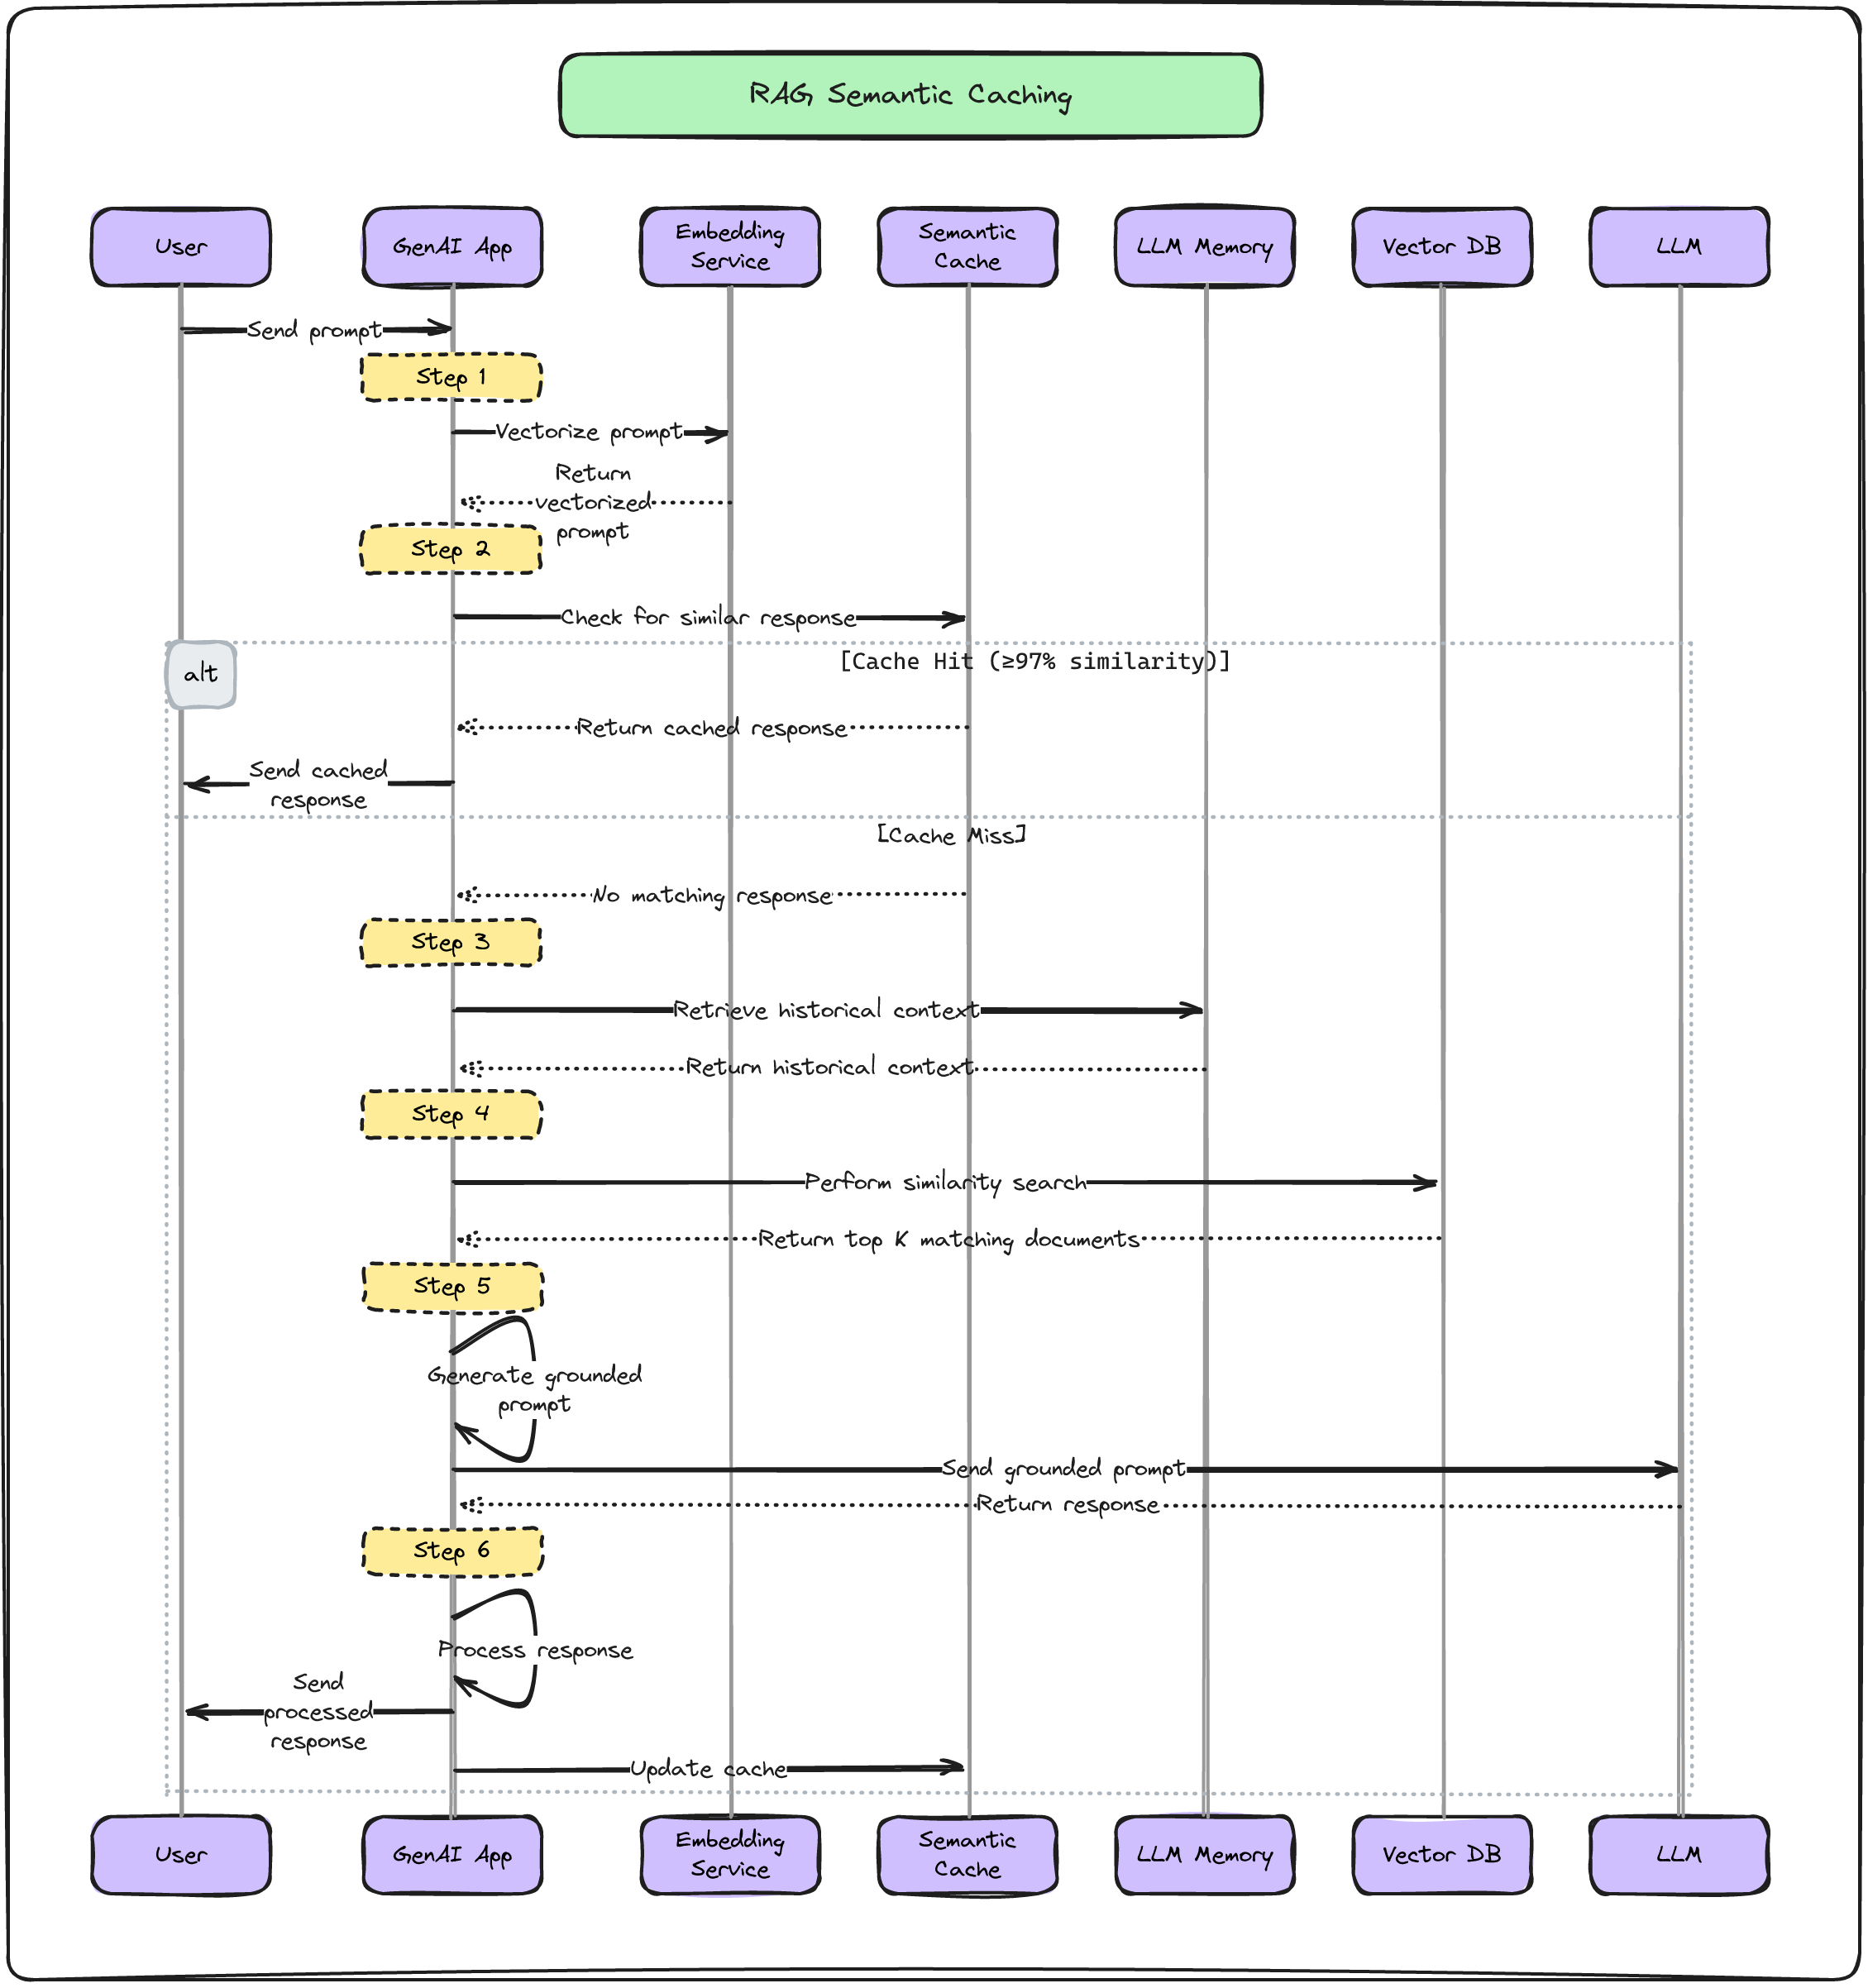 RAG Semantic Caching
User
GenAI App
Embedding
Service
Semantic
Cache
LLM Memory
Vector DB
LLM
Send prompt
Step 1
Vectorize prompt
Return
vectorized
prompt
Step 2
Check for similar response
alt
[Cache Hit (≥97% similarity)]
Return cached response
Send cached
response
[Cache Miss]
No matching response
Step 3
Retrieve historical context
Return historical context
Step 4
Perform similarity search
Return top K matching documents
Step 5
Generate grounded
prompt
Send grounded prompt
Return response
Step 6
Process response
Send
processed
response
Update cache
User
GenAI App
Embedding
Service
Semantic
Cache
LLM Memory
Vector DB
LLM